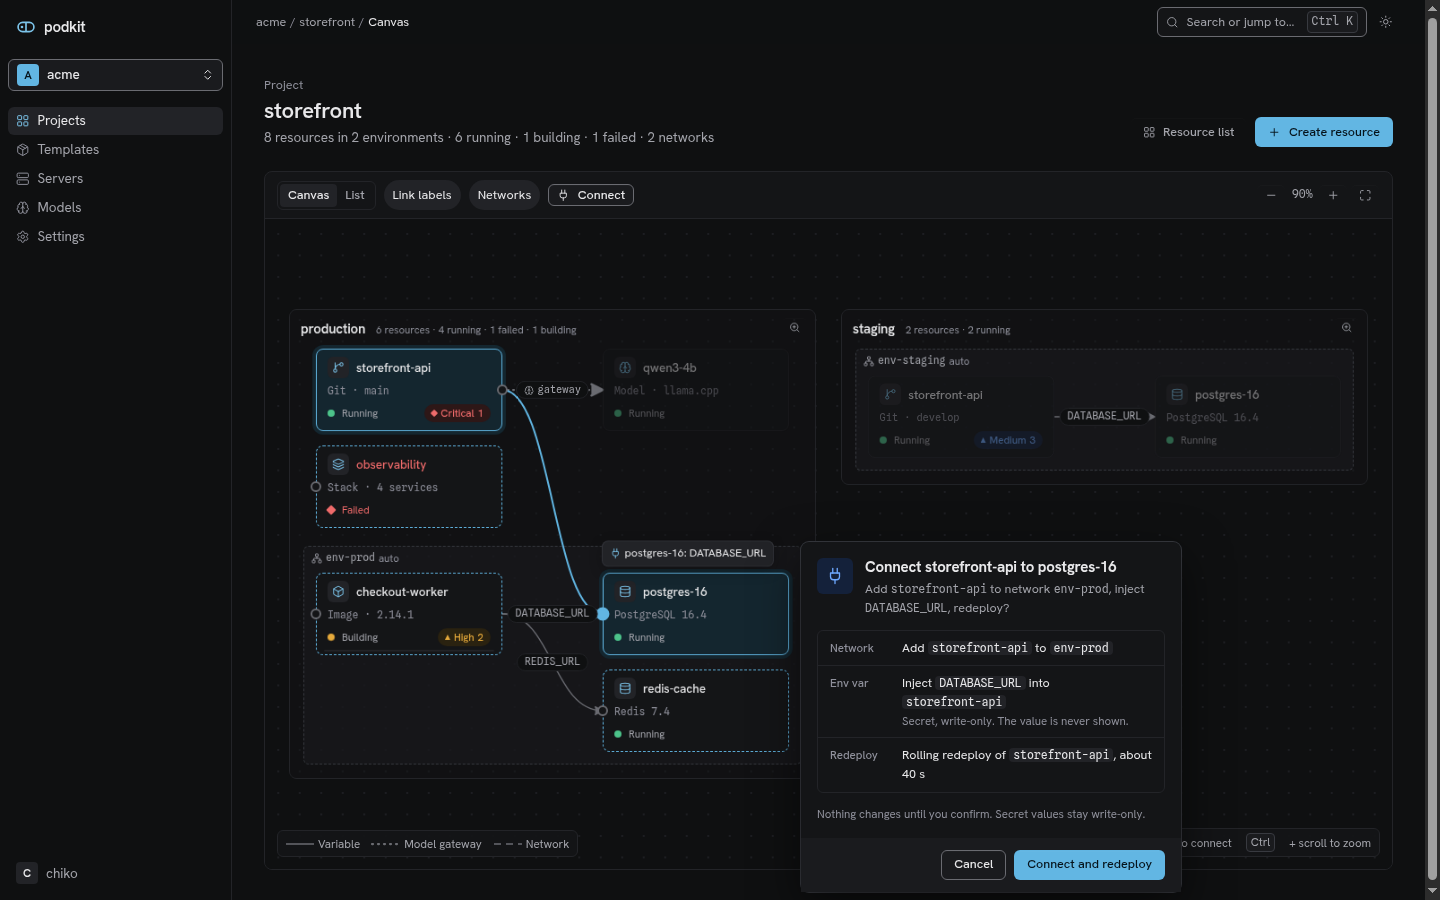 podkit
acme / storefront / Canvas
Search or jump to... Ctrl K
A acme
Projects
Templates
Servers
Models
Settings
C chiko
Project
storefront
8 resources in 2 environments · 6 running · 1 building · 1 failed · 2 networks
Resource list
Create resource
Canvas List Link labels Networks Connect
90%
production 6 resources · 4 running · 1 failed · 1 building
storefront-api
Git · main
Running Critical 1
gateway
qwen3-4b
Model · llama.cpp
Running
observability
Stack · 4 services
Failed
env-prod auto
checkout-worker
Image · 2.14.1
Building High 2
DATABASE_URL
REDIS_URL
postgres-16: DATABASE_URL
postgres-16
PostgreSQL 16.4
Running
redis-cache
Redis 7.4
Running
staging 2 resources · 2 running
env-staging auto
storefront-api
Git · develop
Running Medium 3
DATABASE_URL
postgres-16
PostgreSQL 16.4
Running
Connect storefront-api to postgres-16
Add storefront-api to network env-prod, inject
DATABASE_URL, redeploy?
Network Add storefront-api to env-prod
Env var Inject DATABASE_URL into
storefront-api
Secret, write-only. The value is never shown.
Redeploy Rolling redeploy of storefront-api, about
40 s
Nothing changes until you confirm. Secret values stay write-only.
Cancel Connect and redeploy
Variable Model gateway Network
o connect Ctrl + scroll to zoom